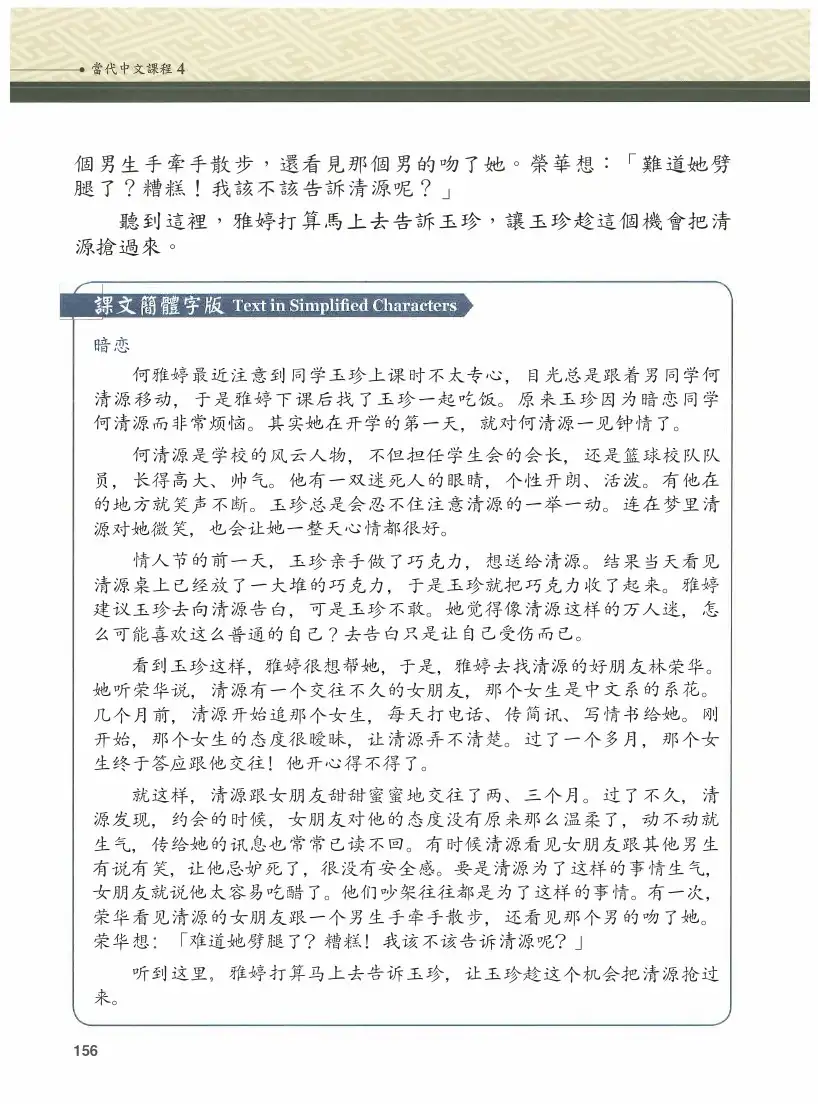 • 當代中文課程 4
個男生手牽手散步，還看見那個男的吻了她。榮華想：「難道她劈
腿了？糟糕！我該不該告訴清源呢？」
聽到這裡，雅婷打算馬上去告訴玉珍，讓玉珍趁這個機會把清
源搶過來。
課文簡體字版 Text in Simplified Characters
暗恋
何雅婷最近注意到同学玉珍上课时不太专心，目光总是跟着男同学何
清源移动，于是雅婷下课后找了玉珍一起吃饭。原来玉珍因为暗恋同学
何清源而非常烦恼。其实她在开学的第一天，就对何清源一见钟情了。
何清源是学校的风云人物，不但担任学生会的会长，还是篮球校队队
员，长得高大、帅气。他有一双迷死人的眼睛，个性开朗、活泼。有他在
的地方就笑声不断。玉珍总是会忍不住注意清源的一举一动。连在梦里清
源对她微笑，也会让她一整天心情都很好。
情人节的前一天，玉珍亲手做了巧克力，想送给清源。结果当天看见
清源桌上已经放了一大堆的巧克力，于是玉珍就把巧克力收了起来。雅婷
建议玉珍去向清源告白，可是玉珍不敢。她觉得像清源这样的万人迷，怎
么可能喜欢这么普通的自己？去告白只是让自己受伤而已。
看到玉珍这样，雅婷很想帮她，于是，雅婷去找清源的好朋友林荣华。
她听荣华说，清源有一个交往不久的女朋友，那个女生是中文系的系花。
几个月前，清源开始追那个女生，每天打电话、传简讯、写情书给她。刚
开始，那个女生的态度很暧昧，让清源弄不清楚。过了一个多月，那个女
生终于答应跟他交往！他开心得不得了。
就这样，清源跟女朋友甜甜蜜蜜地交往了两、三个月。过了不久，清
源发现，约会的时候，女朋友对他的态度没有原来那么温柔了，动不动就
生气，传给她的讯息也常常已读不回。有时候清源看见女朋友跟其他男生
有说有笑，让他忌妒死了，很没有安全感。要是清源为了这样的事情生气，
女朋友就说他太容易吃醋了。他们吵架往往都是为了这样的事情。有一次，
荣华看见清源的女朋友跟一个男生手牵手散步，还看见那个男的吻了她。
荣华想：「难道她劈腿了？糟糕！我该不该告诉清源呢？」
听到这里，雅婷打算马上去告诉玉珍，让玉珍趁这个机会把清源抢过
来。
156